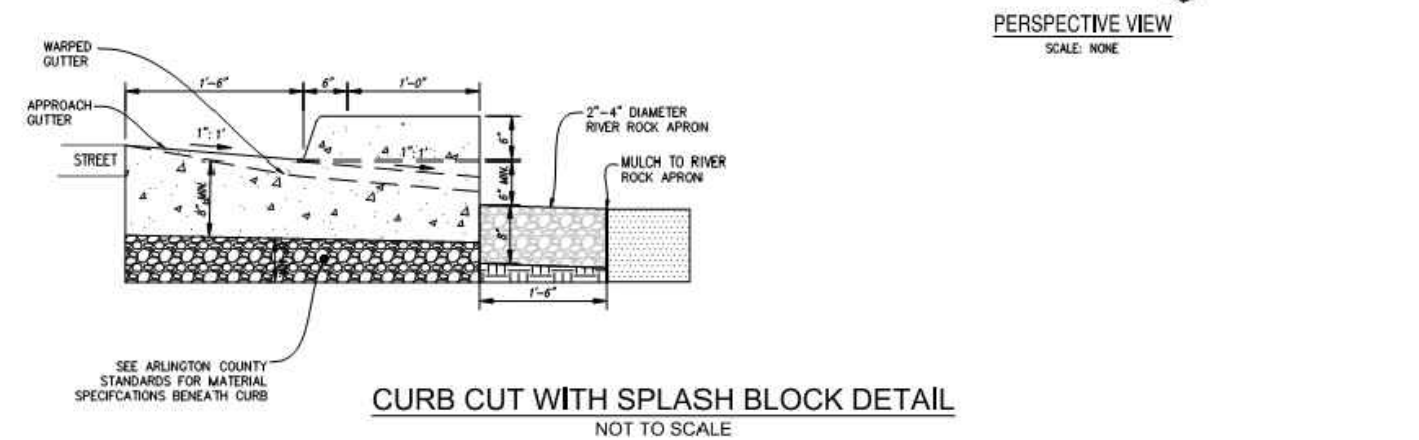 PERSPECTIVE VIEW
SCALE: NONE
WARPED
GUTTER
1'-6"
6"
1'-0"
APPROACH
GUTTER
2"-4" DIAMETER
RIVER ROCK APRON
1":1'
6"
STREET
1":1'
MULCH TO RIVER
ROCK APRON
8" MIN.
6" MIN.
8"
1'-6"
SEE ARLINGTON COUNTY
STANDARDS FOR MATERIAL
SPECIFCATIONS BENEATH CURB
CURB CUT WITH SPLASH BLOCK DETAIL
NOT TO SCALE